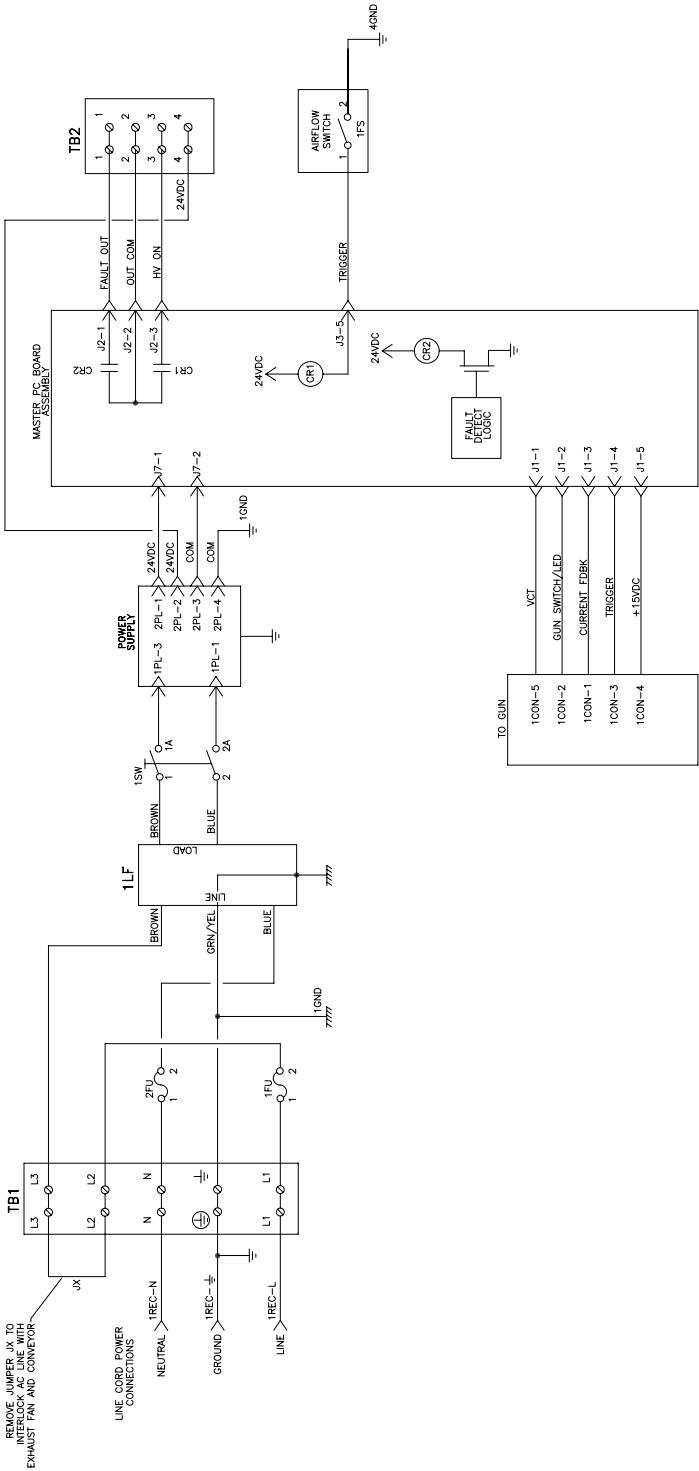 REMOVE JUMPER JX TO
INTERLOCK AC LINE WITH
EXHAUST FAN AND CONVEYOR
JX
LINE CORD POWER
CONNECTIONS
NEUTRAL
1REC-N
GROUND
1REC-⏚
LINE
1REC-L
TB1
L3
L3
L2
L2
N
N
L1
L1
2FU
1
2
1FU
1
2
1GND
BROWN
GRN/YEL
BLUE
1LF
LINE
LOAD
BROWN
BLUE
1SW
1
1A
2
2A
POWER
SUPPLY
1PL-3
1PL-1
2PL-1
2PL-2
2PL-3
2PL-4
24VDC
24VDC
COM
COM
1GND
J7-1
J7-2
MASTER PC BOARD
ASSEMBLY
CR2
CR1
J2-1
J2-2
J2-3
FAULT OUT
OUT COM
HV ON
24VDC
TB2
1
1
2
2
3
3
4
4
24VDC
CR1
J3-5
TRIGGER
AIRFLOW
SWITCH
1
2
1FS
4GND
24VDC
CR2
FAULT
DETECT
LOGIC
TO GUN
1CON-5
VCT
J1-1
1CON-2
GUN SWITCH/LED
J1-2
1CON-1
CURRENT FDBK
J1-3
1CON-3
TRIGGER
J1-4
1CON-4
+15VDC
J1-5